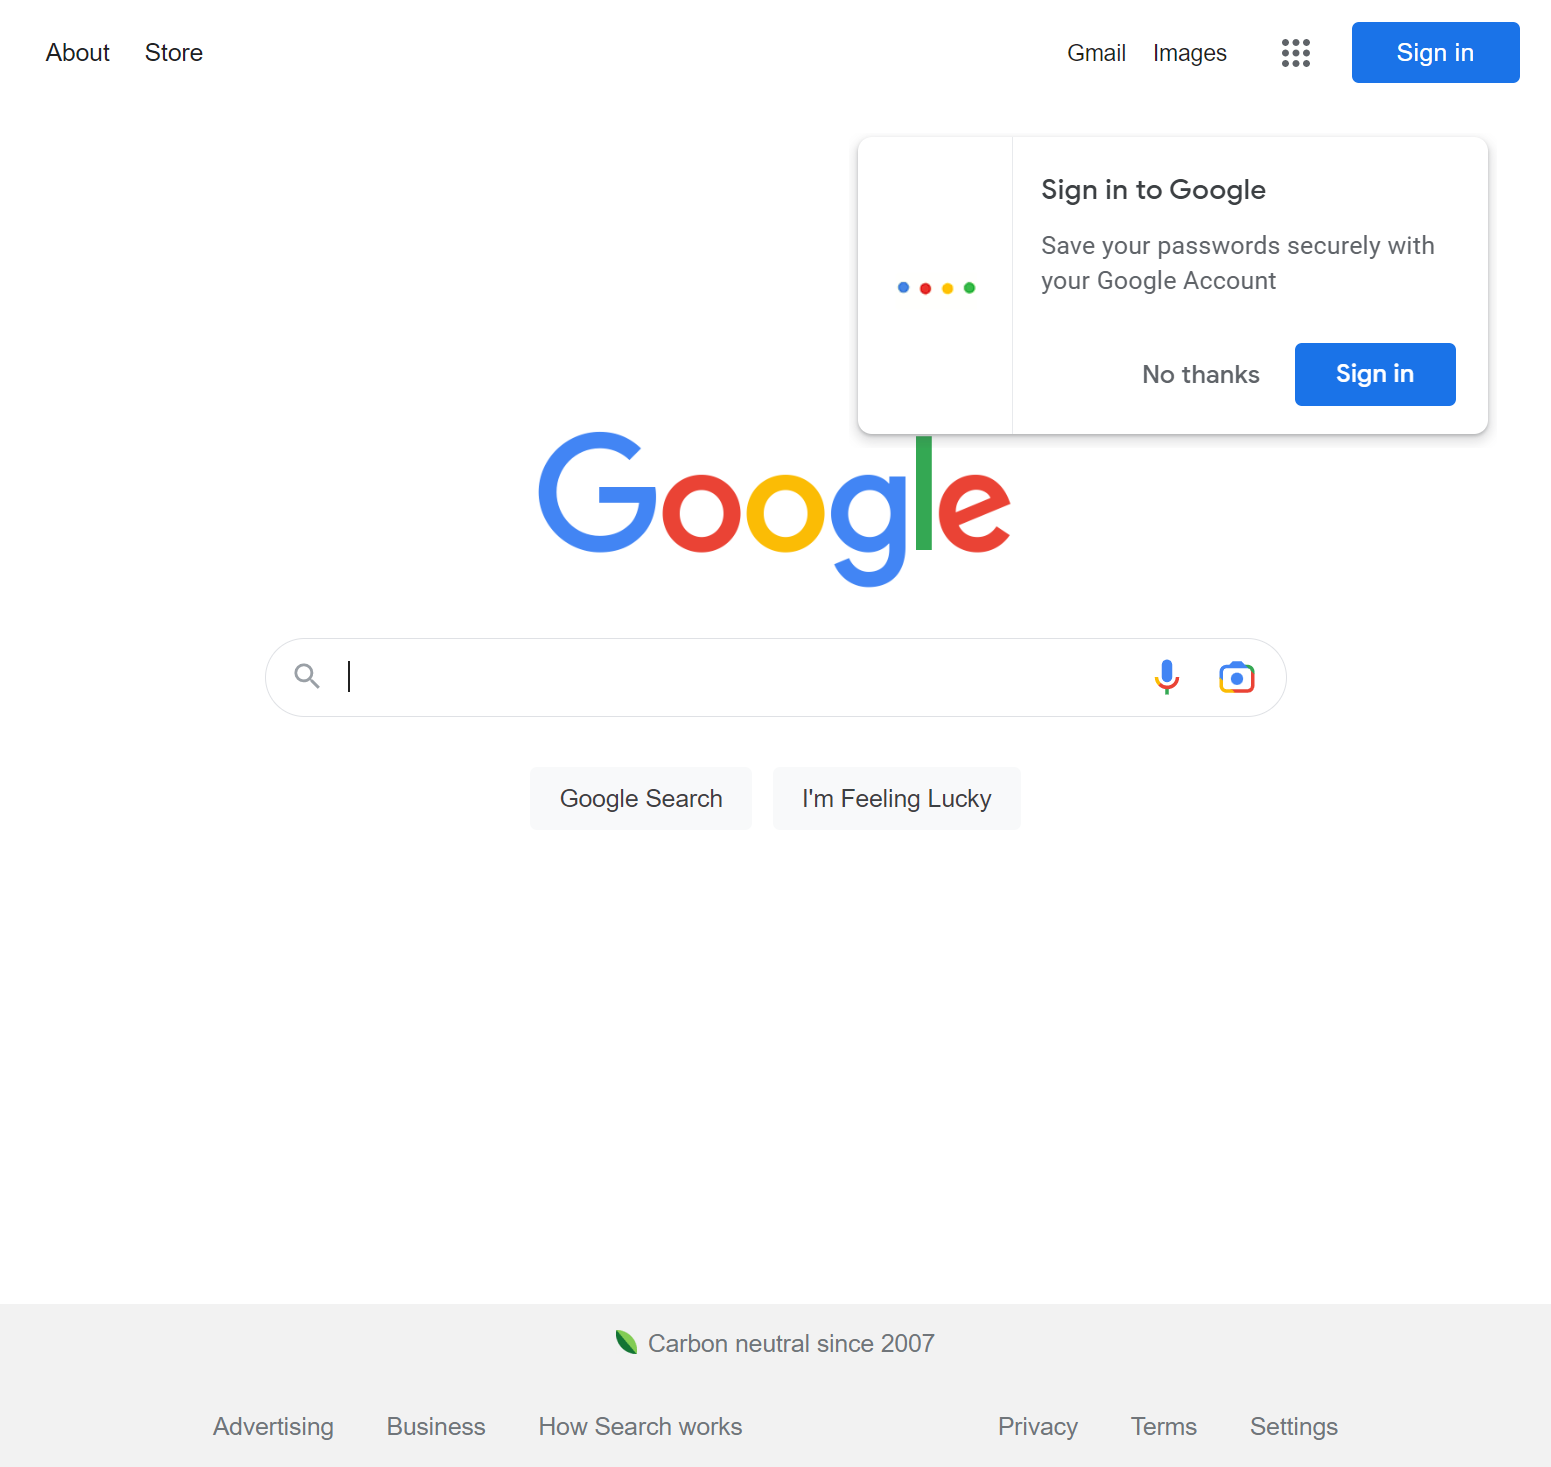 About Store Gmail Images Sign in
Sign in to Google
Save your passwords securely with
your Google Account
No thanks Sign in
Google
Google Search I'm Feeling Lucky
Carbon neutral since 2007
Advertising Business How Search works Privacy Terms Settings